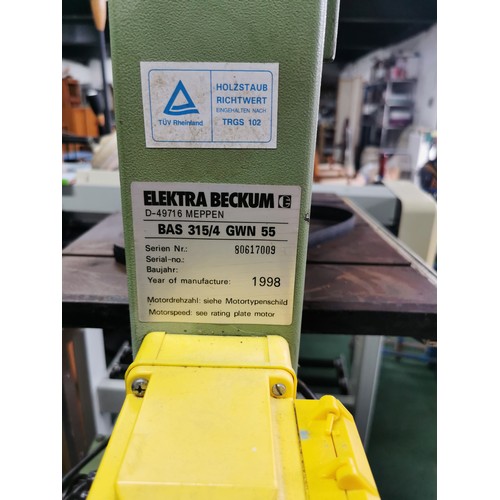 TÜV Rheinland
HOLZSTAUB
RICHTWERT
EINGEHALTEN NACH
TRGS 102
ELEKTRA BECKUM
D-49716 MEPPEN
BAS 315/4 GWN 55
Serien Nr.: 80617009
Serial-no.:
Baujahr:
Year of manufacture: 1998
Motordrehzahl: siehe Motortypenschild
Motorspeed: see rating plate motor